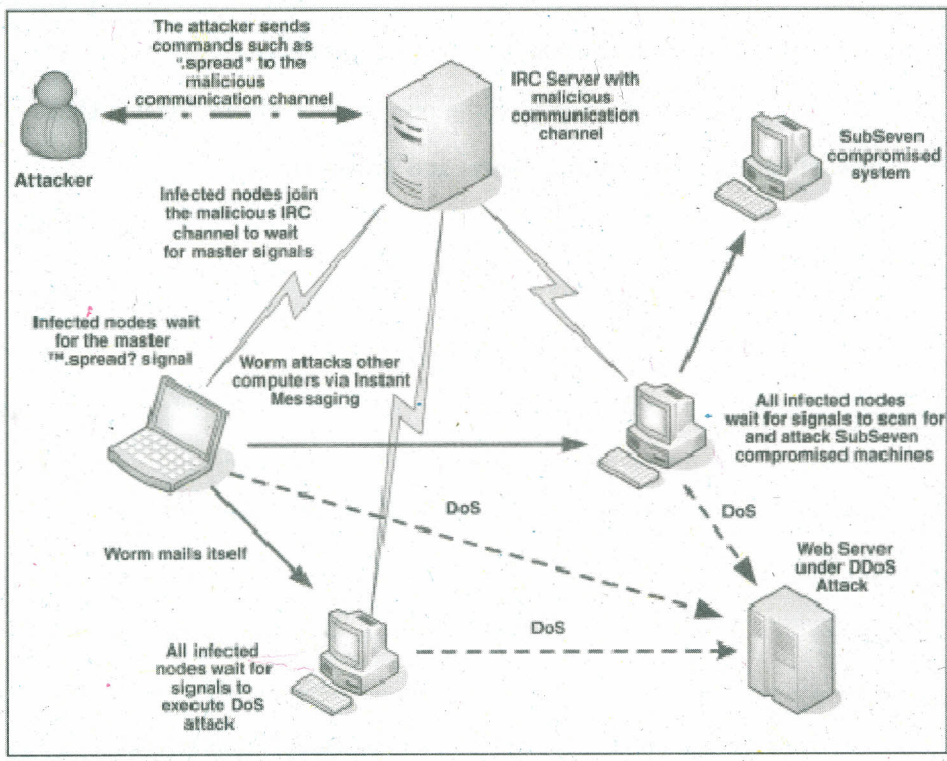 The attacker sends
commands such as
".spread" to the
malicious
communication channel
IRC Server with
malicious
communication
channel
SubSeven
compromised
system
Attacker
Infected nodes join
the malicious IRC
channel to wait
for master signals
Infected nodes wait
for the master
™.spread? signal
Worm attacks other
computers via Instant
Messaging
All infected nodes
wait for signals to scan for
and attack SubSeven
compromised machines
DoS
DoS
Worm mails itself
Web Server
under DDoS
Attack
DoS
All infected
nodes wait for
signals to
execute DoS
attack